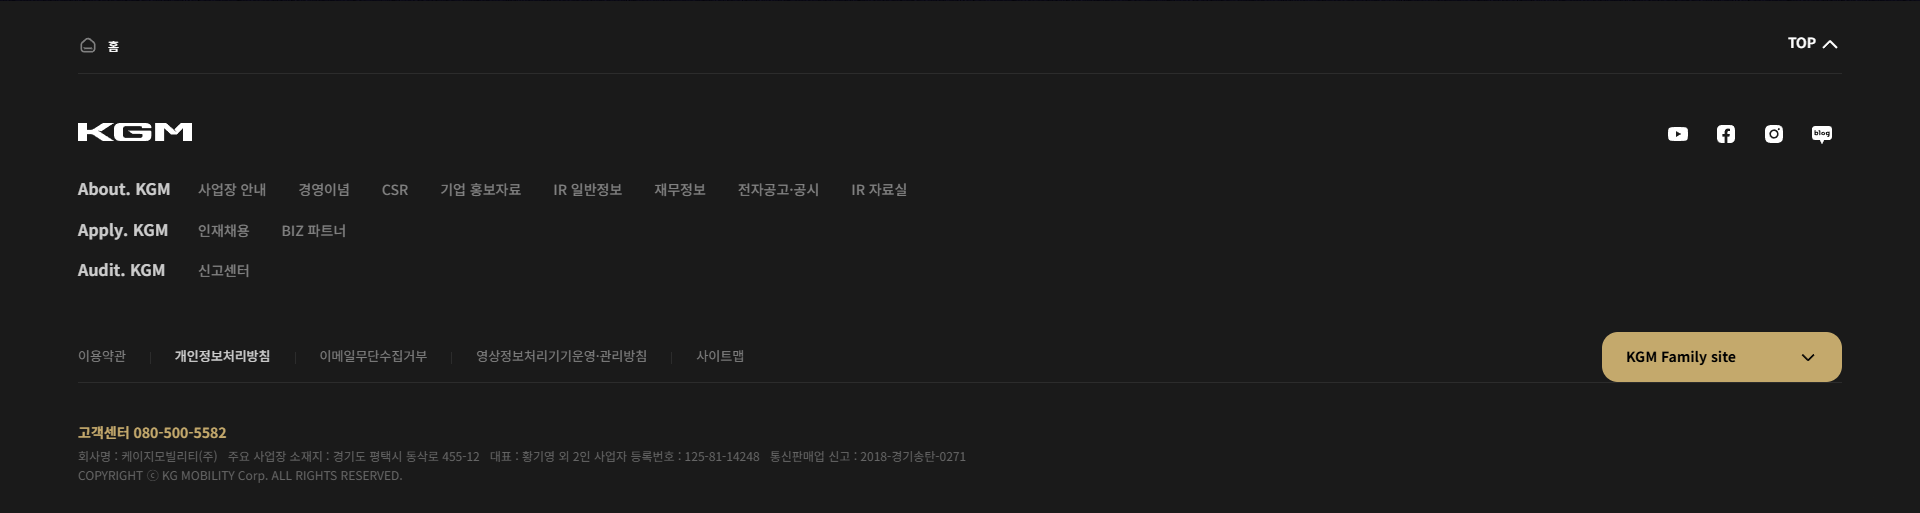 홈
TOP
KGM
blog
About. KGM 사업장 안내 경영이념 CSR 기업 홍보자료 IR 일반정보 재무정보 전자공고·공시 IR 자료실
Apply. KGM 인재채용 BIZ 파트너
Audit. KGM 신고센터
이용약관 개인정보처리방침 이메일무단수집거부 영상정보처리기기운영·관리방침 사이트맵
KGM Family site
고객센터 080-500-5582
회사명 : 케이지모빌리티(주) 주요 사업장 소재지 : 경기도 평택시 동삭로 455-12 대표 : 황기영 외 2인 사업자 등록번호 : 125-81-14248 통신판매업 신고 : 2018-경기송탄-0271
COPYRIGHT ⓒ KG MOBILITY Corp. ALL RIGHTS RESERVED.